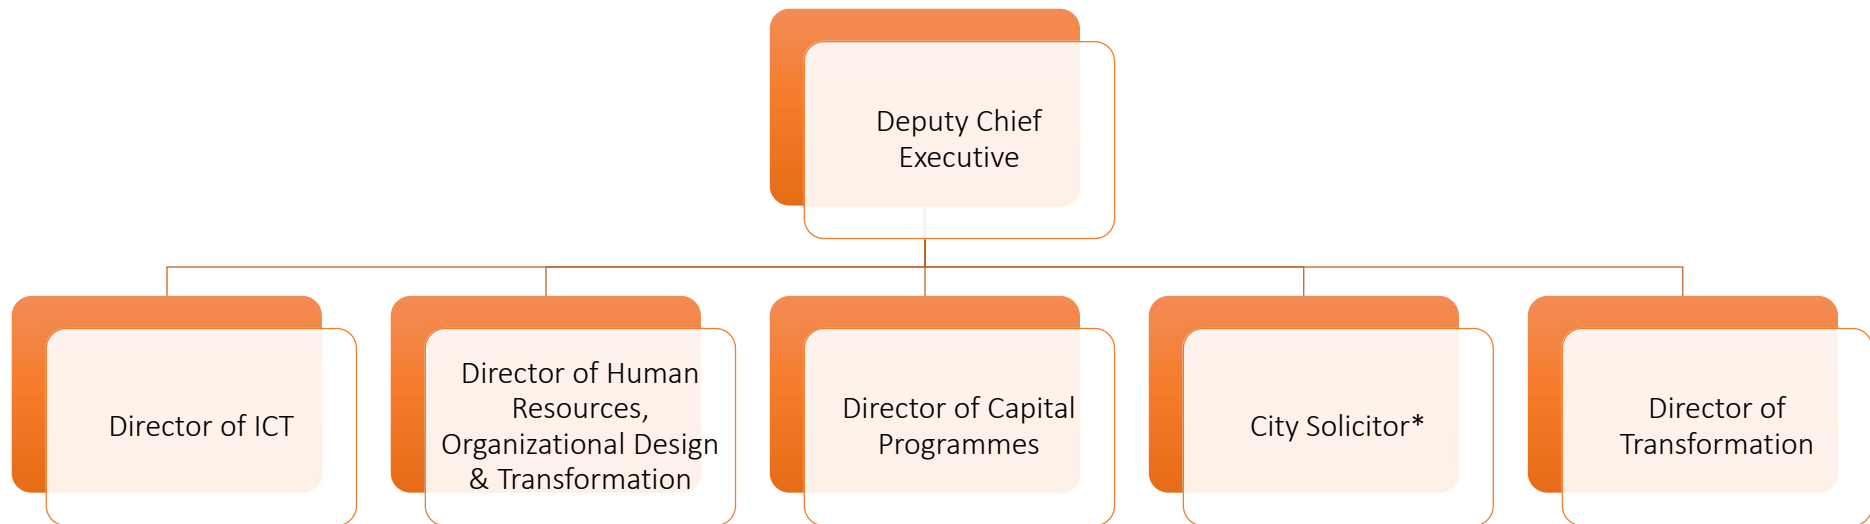 Deputy Chief
Executive
Director of ICT
Director of Human
Resources,
Organizational Design
& Transformation
Director of Capital
Programmes
City Solicitor*
Director of
Transformation